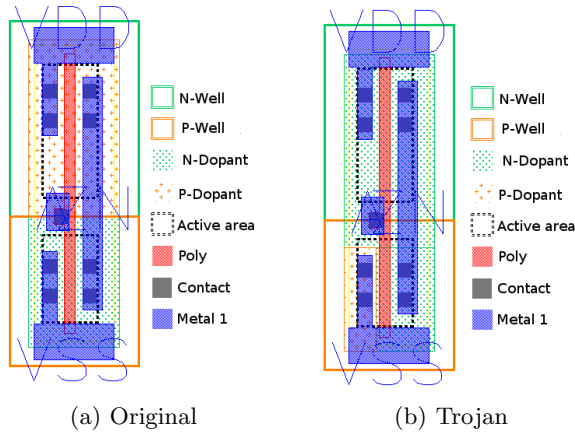 VDD
N-Well
P-Well
N-Dopant
P-Dopant
Active area
Poly
Contact
Metal 1
VSS
(a) Original
VDD
N-Well
P-Well
N-Dopant
P-Dopant
Active area
Poly
Contact
Metal 1
VSS
(b) Trojan